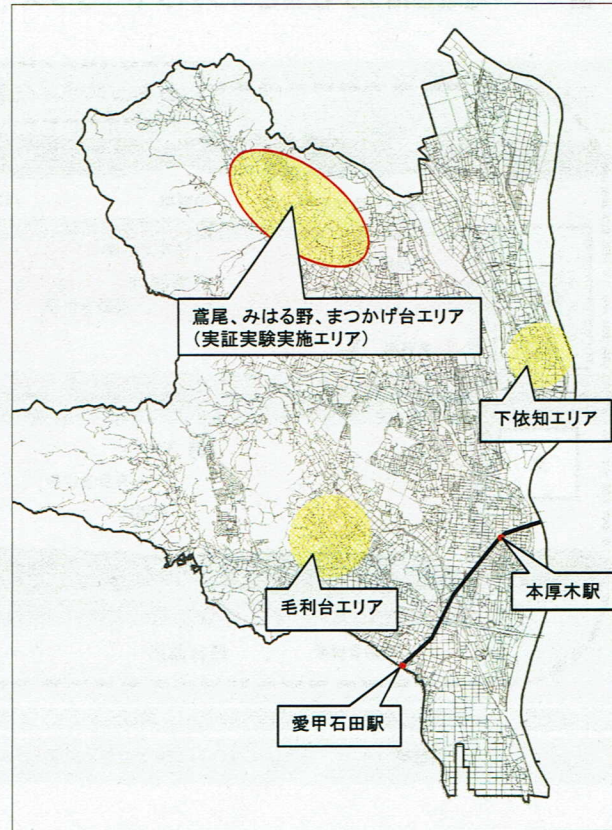 鳶尾、みはる野、まつかげ台エリア
(実証実験実施エリア)
下依知エリア
本厚木駅
毛利台エリア
愛甲石田駅